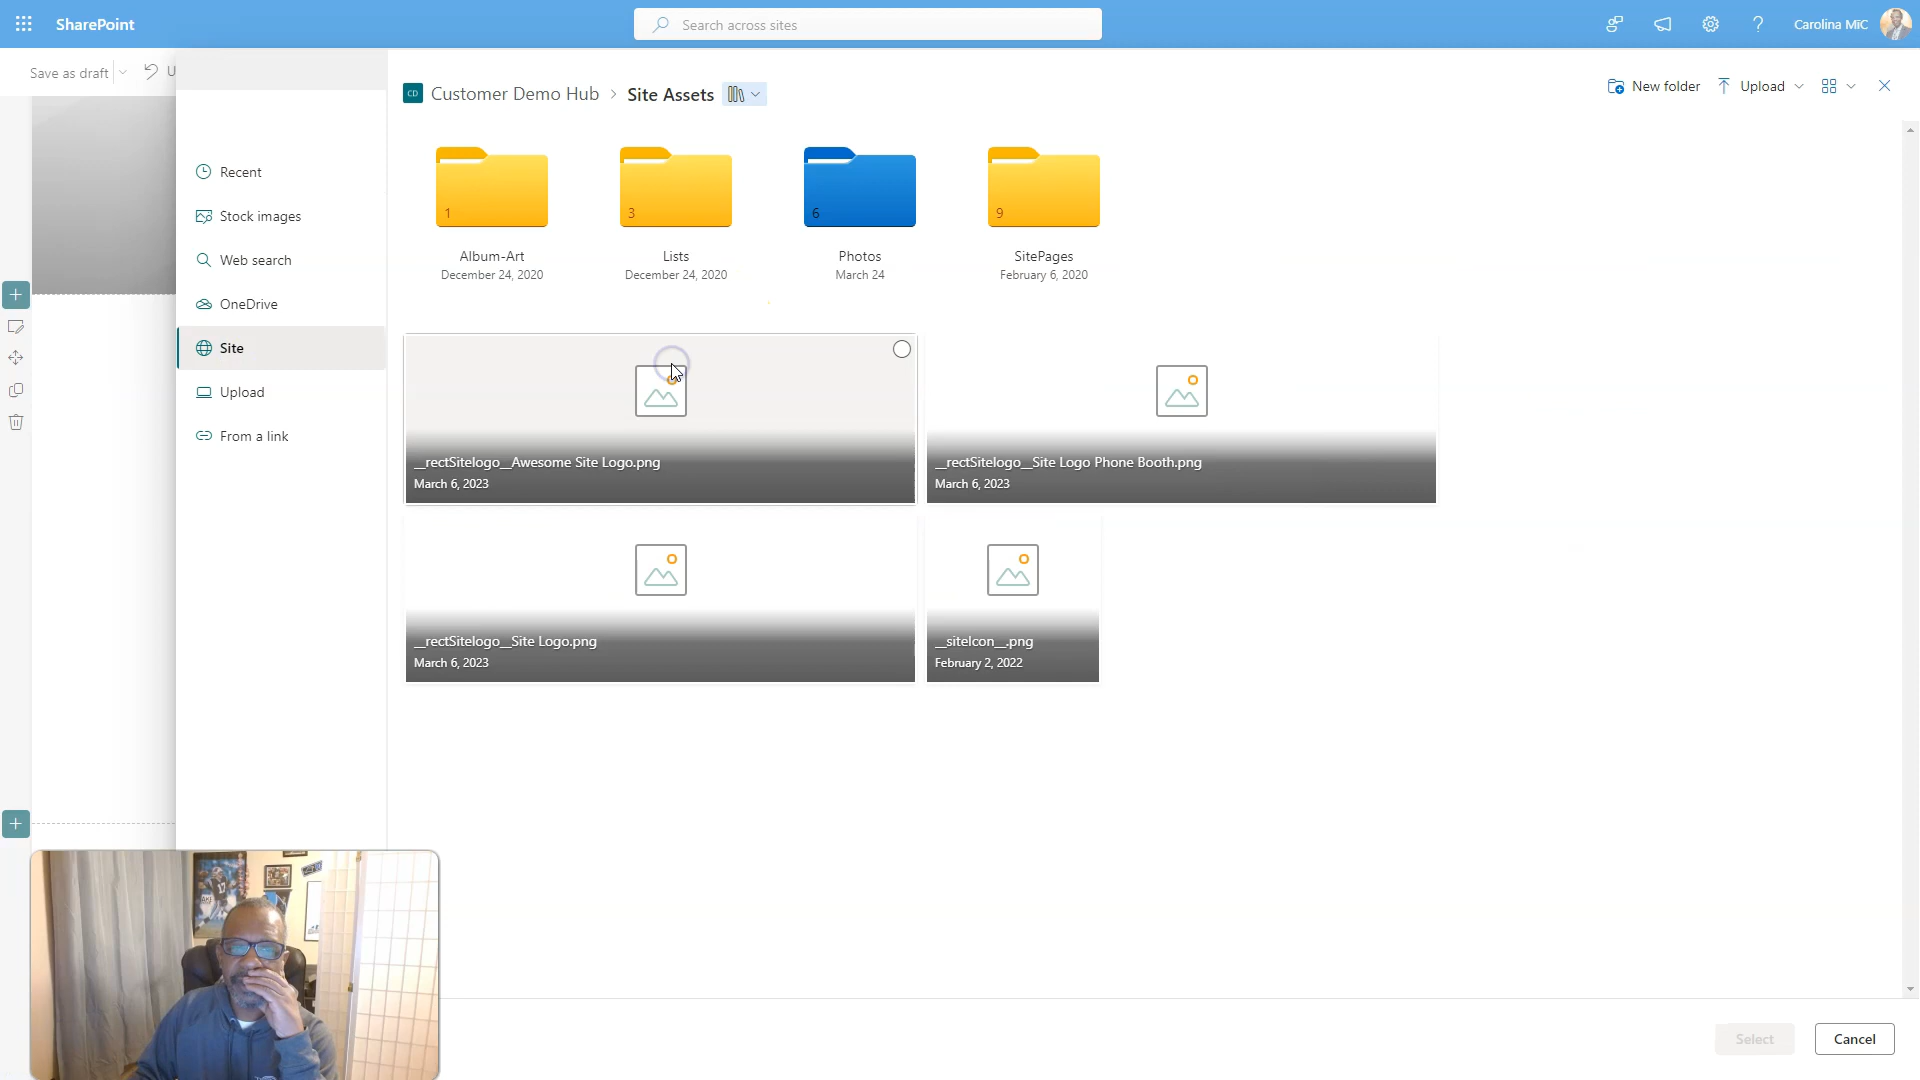 SharePoint
Search across sites
Carolina MiC
Save as draft
U
CD Customer Demo Hub > Site Assets
New folder
Upload
Recent
Stock images
Web search
OneDrive
Site
Upload
From a link
1
3
6
9
Album-Art
December 24, 2020
Lists
December 24, 2020
Photos
March 24
SitePages
February 6, 2020
__rectSitelogo__Awesome Site Logo.png
March 6, 2023
__rectSitelogo__Site Logo Phone Booth.png
March 6, 2023
__rectSitelogo__Site Logo.png
March 6, 2023
__siteIcon__.png
February 2, 2022
17
Select
Cancel